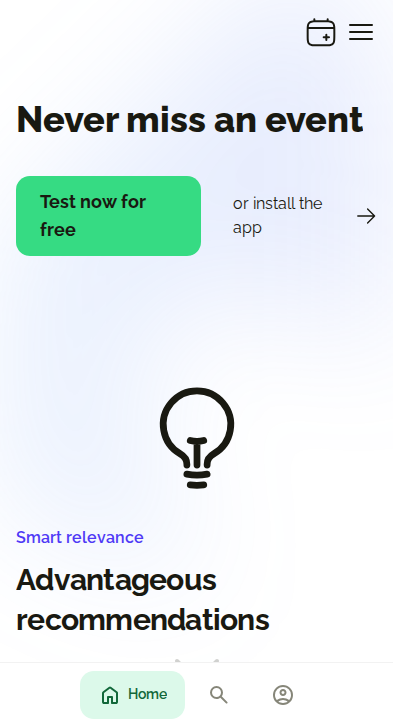 Never miss an event
Test now for
free
or install the
app
Smart relevance
Advantageous
recommendations
Home